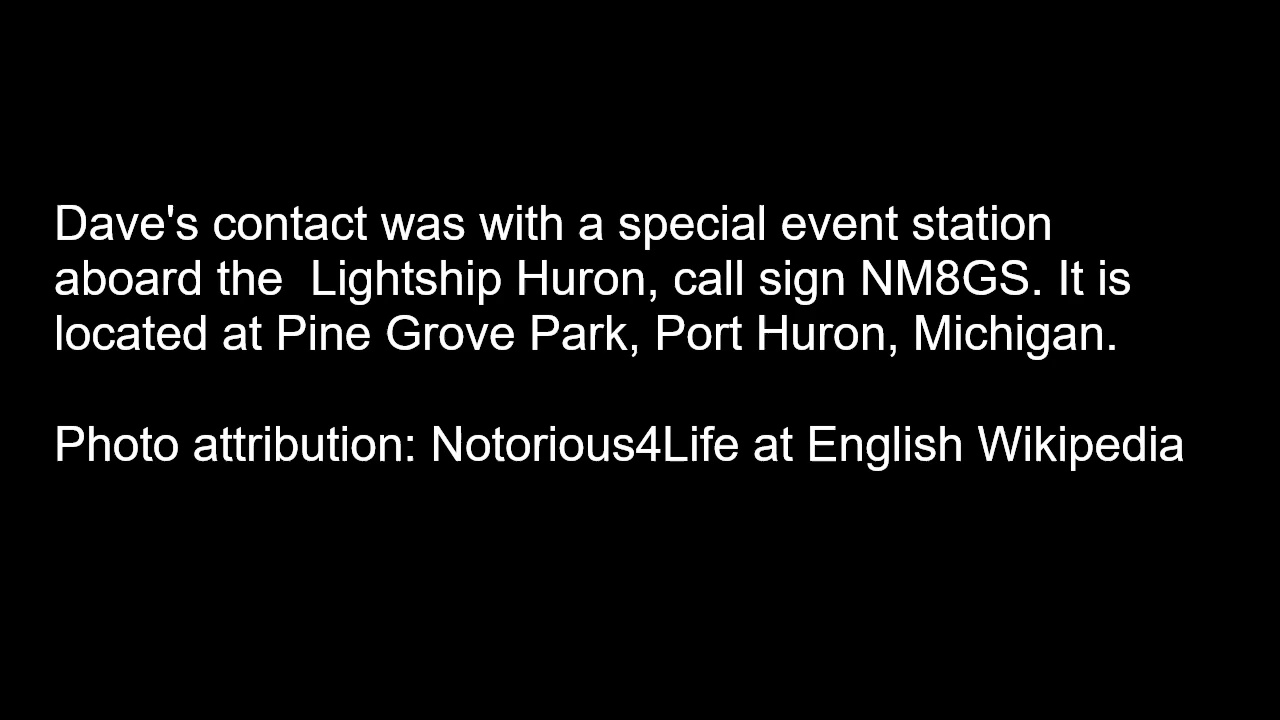 Dave's contact was with a special event station
aboard the  Lightship Huron, call sign NM8GS. It is
located at Pine Grove Park, Port Huron, Michigan.
Photo attribution: Notorious4Life at English Wikipedia